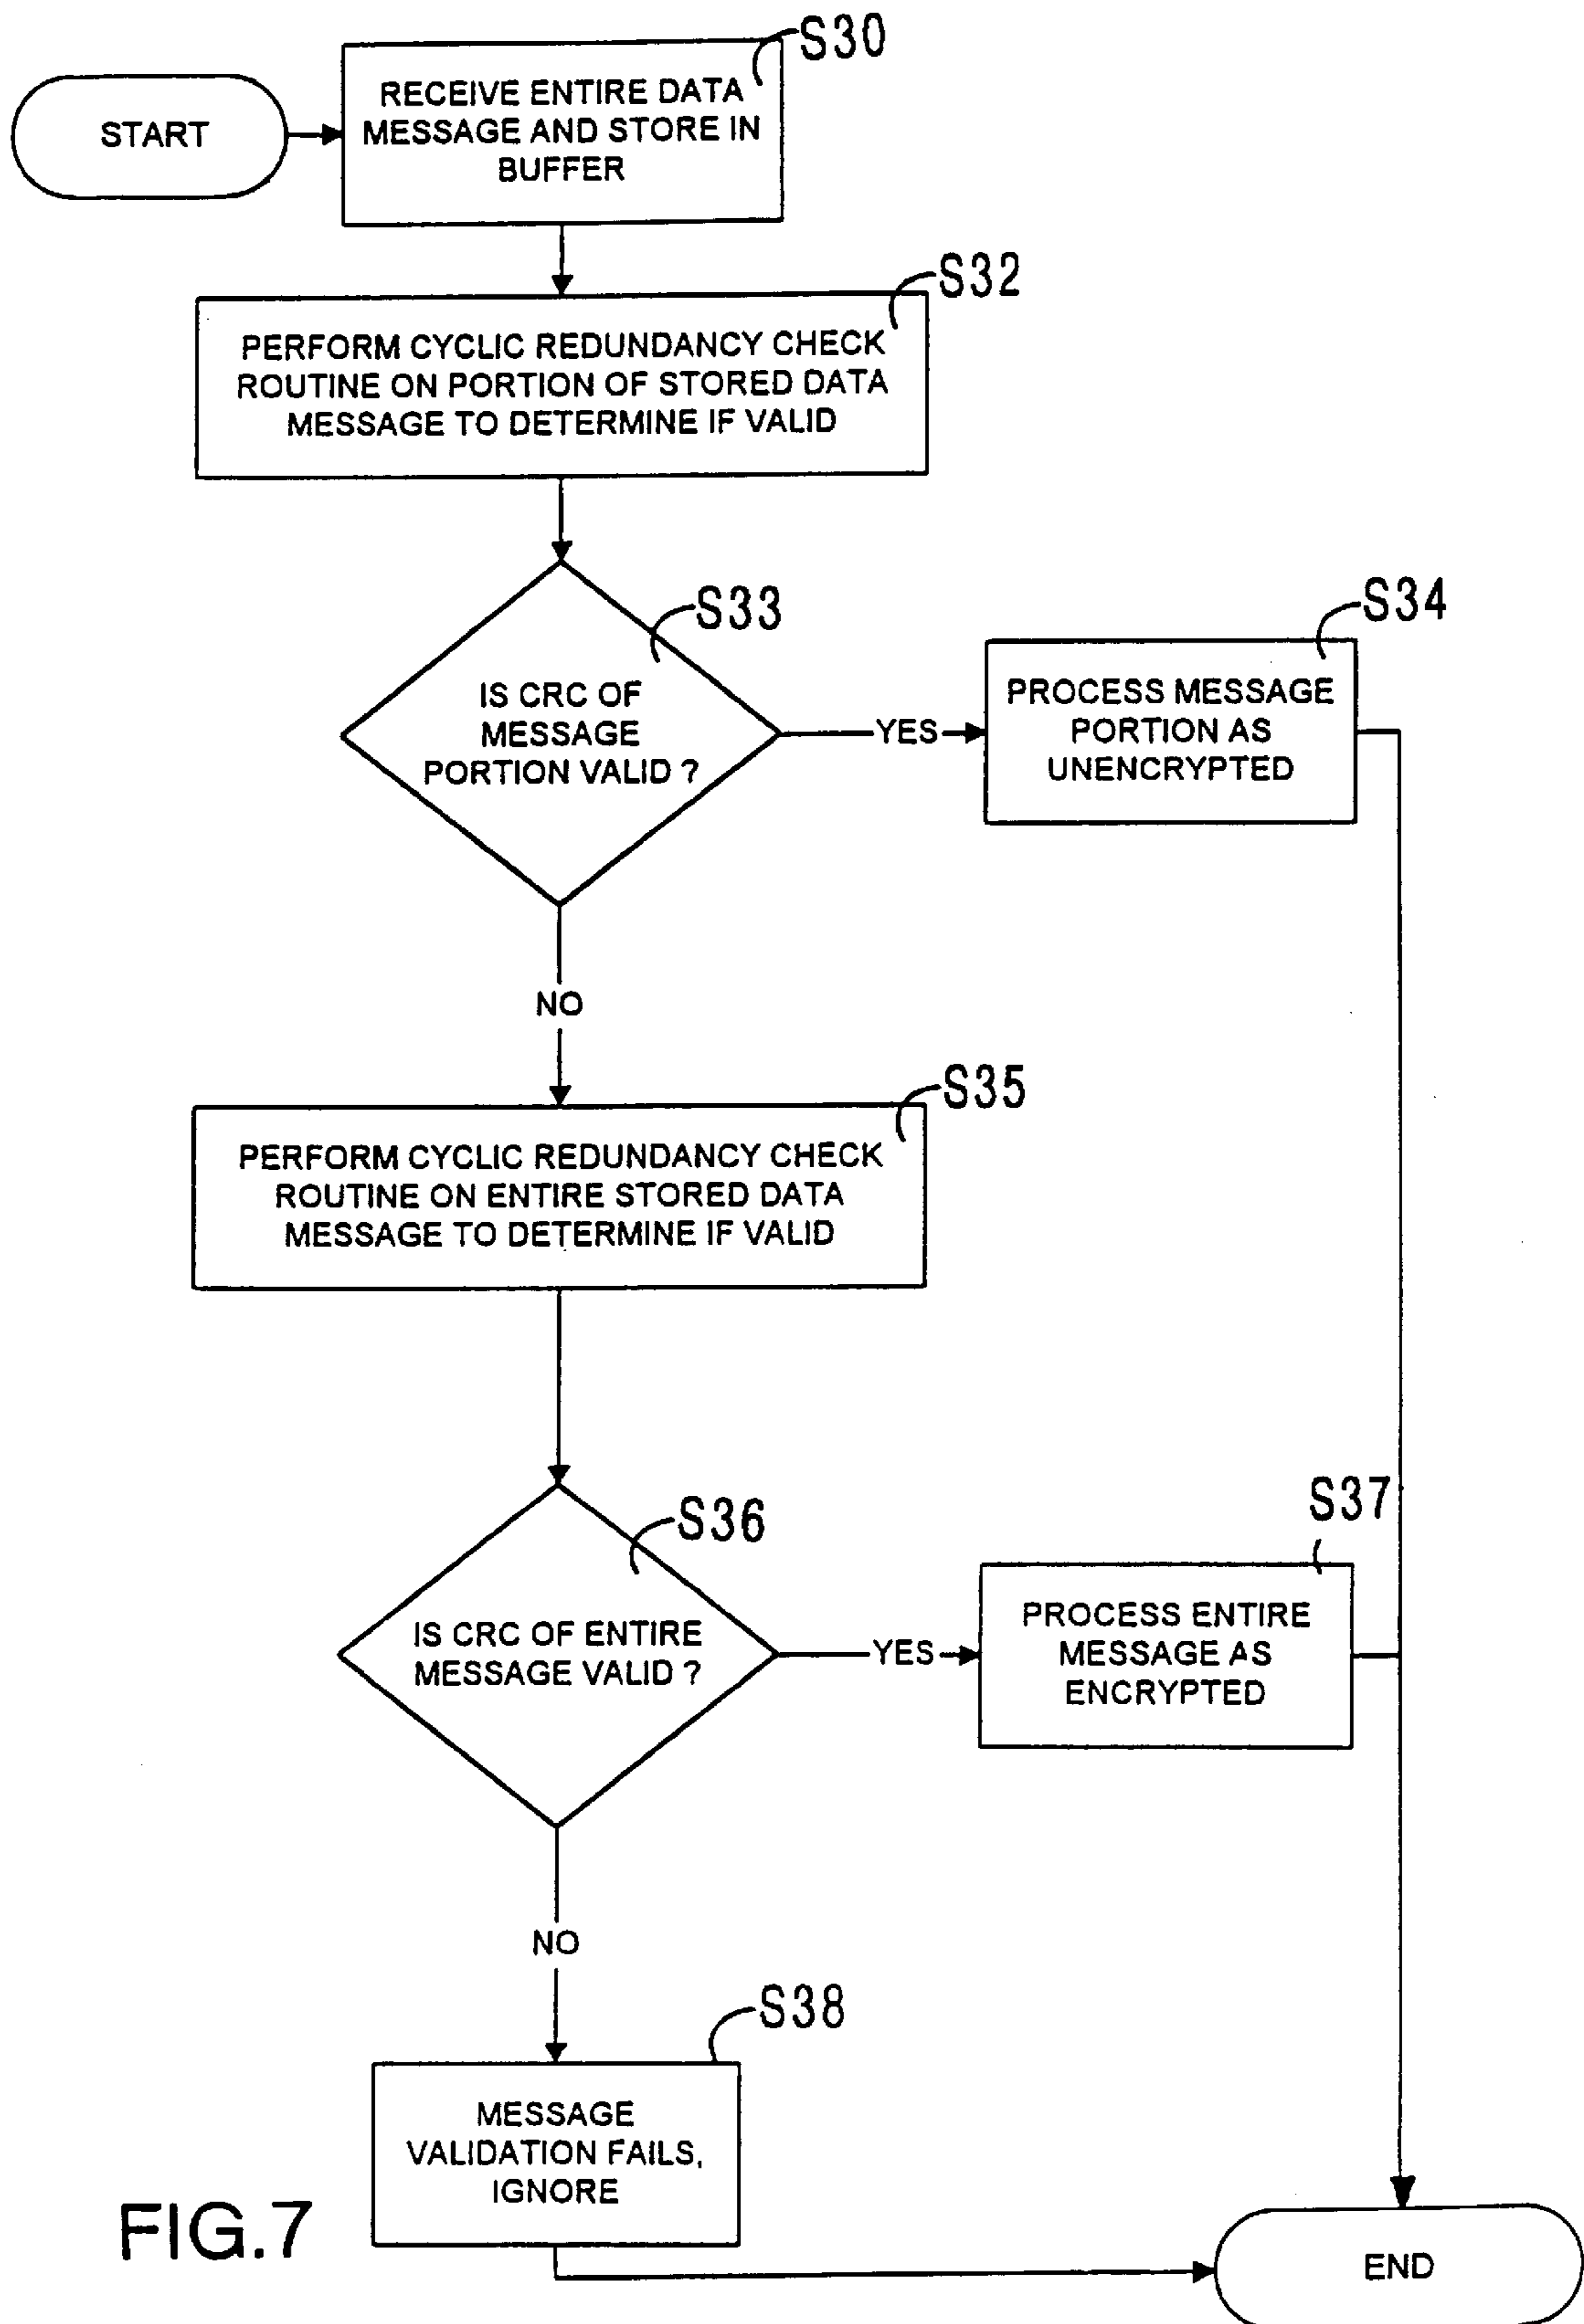 S30
START
RECEIVE ENTIRE DATA
MESSAGE AND STORE IN
BUFFER
S32
PERFORM CYCLIC REDUNDANCY CHECK
ROUTINE ON PORTION OF STORED DATA
MESSAGE TO DETERMINE IF VALID
S33
IS CRC OF
MESSAGE
PORTION VALID ?
YES
S34
PROCESS MESSAGE
PORTION AS
UNENCRYPTED
NO
S35
PERFORM CYCLIC REDUNDANCY CHECK
ROUTINE ON ENTIRE STORED DATA
MESSAGE TO DETERMINE IF VALID
S36
IS CRC OF ENTIRE
MESSAGE VALID ?
YES
S37
PROCESS ENTIRE
MESSAGE AS
ENCRYPTED
NO
S38
MESSAGE
VALIDATION FAILS,
IGNORE
FIG.7
END